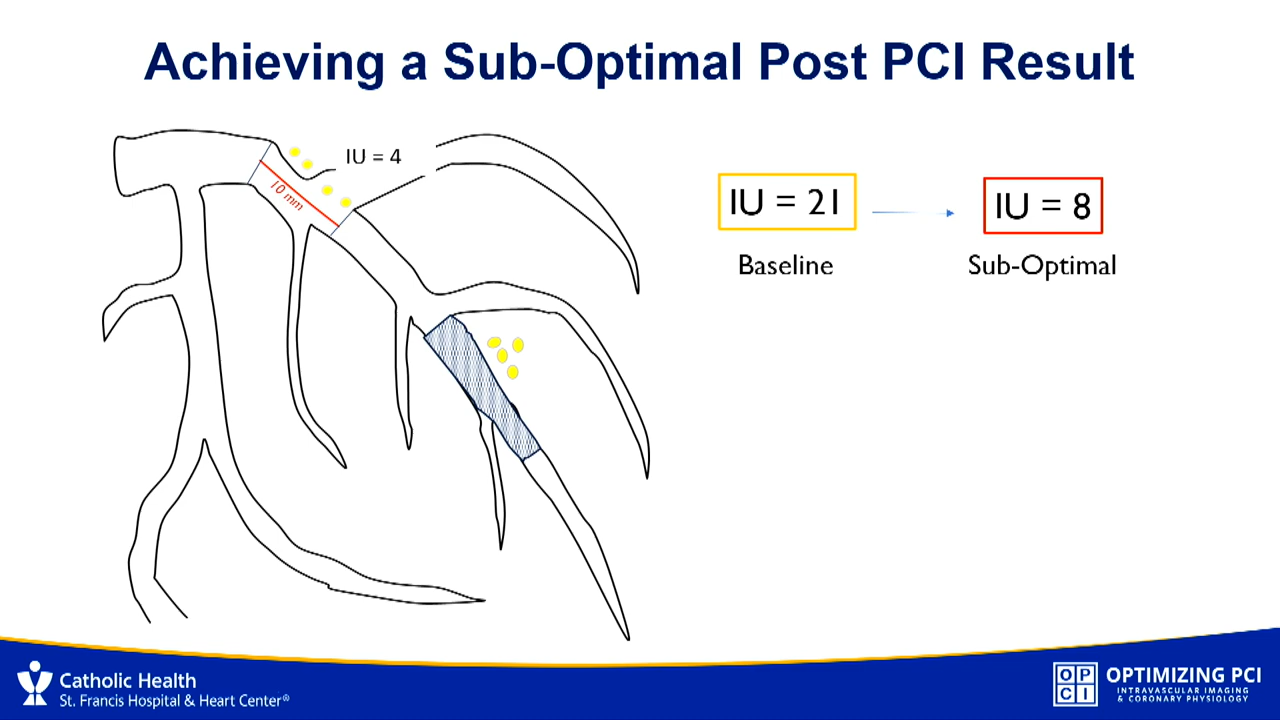 Achieving a Sub-Optimal Post PCI Result
IU = 4
10 mm
IU = 21
IU = 8
Baseline
Sub-Optimal
Catholic Health
St. Francis Hospital & Heart Center®
OP
CI
OPTIMIZING PCI
INTRAVASCULAR IMAGING
& CORONARY PHYSIOLOGY